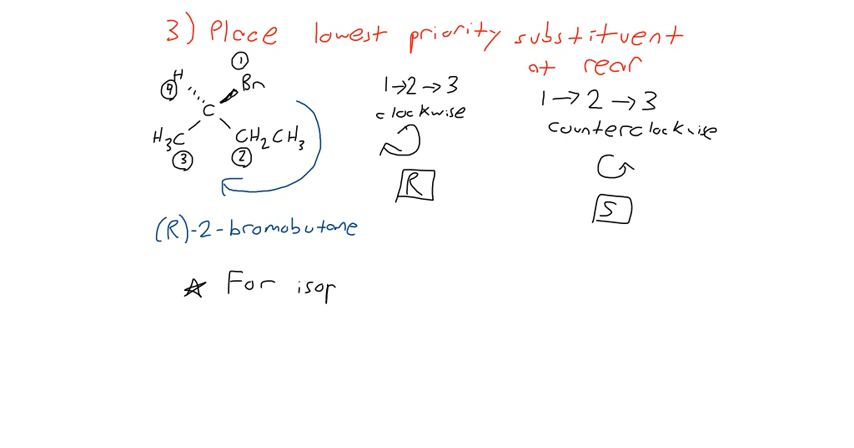 3) Place lowest priority substituent
at rear
H
4
1
Br
C
H3C
3
CH2CH3
2
1→2→3
clockwise
R
1→2→3
counterclockwise
S
(R)-2-bromobutane
☆ For isop